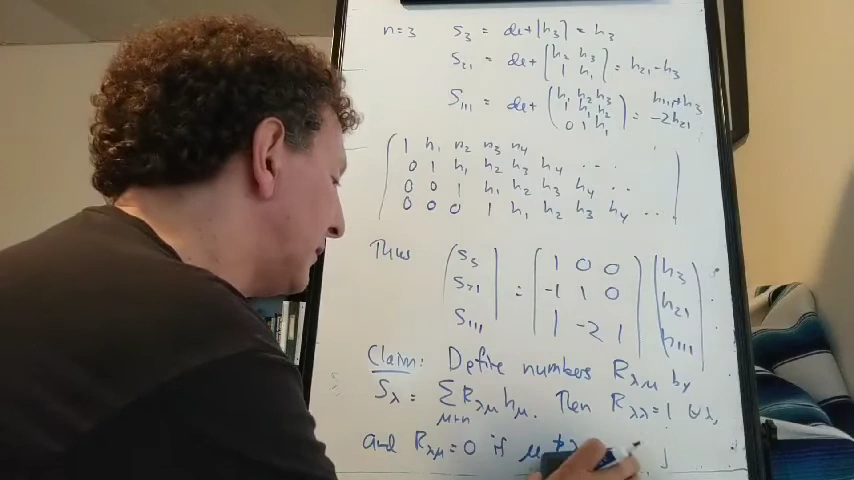 n=3 S₃ = det |h₃| = h₃
S₂₁ = det (h₂ h₃ = h₂₁ - h₃
1 h₁)
S₁₁₁ = det (h₁ h₂ h₃ = h₁₁₁ + h₃
1 h₁ h₂ - 2h₂₁
0 1 h₁)
1 h₁ h₂ h₃ h₄
0 1 h₁ h₂ h₃ h₄ ...
0 0 1 h₁ h₂ h₃ h₄ ..
0 0 0 1 h₁ h₂ h₃ h₄ ...
Thus (S₃ = (1 0 0 (h₃
S₂₁ -1 1 0 h₂₁
S₁₁₁) 1 -2 1) h₁₁₁)
Claim: Define numbers R_λμ by
S_λ = Σ_μ⊢n R_λμ h_μ. Then R_λλ = 1 ∀λ,
and R_λμ = 0 if μ